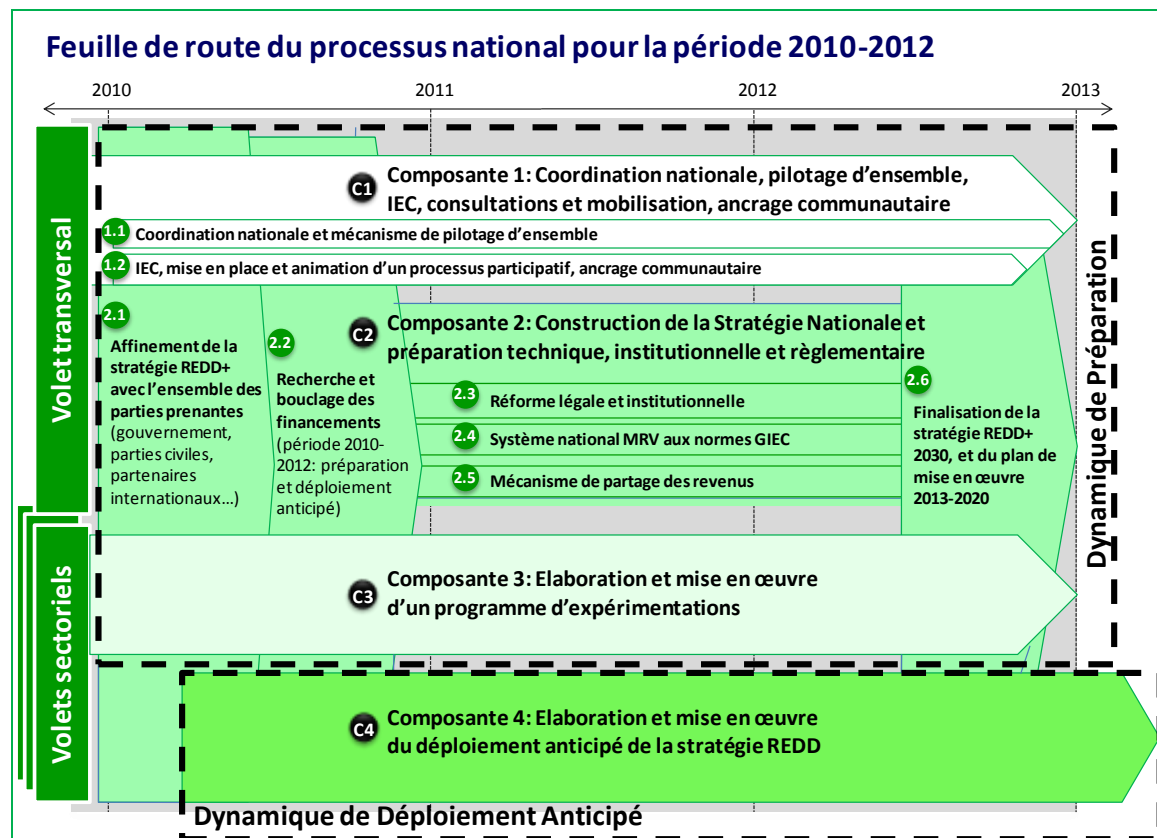 Feuille de route du processus national pour la période 2010-2012
2010
2011
2012
2013
Volet transversal
C1
Composante 1: Coordination nationale, pilotage d’ensemble,
IEC, consultations et mobilisation, ancrage communautaire
1.1
Coordination nationale et mécanisme de pilotage d’ensemble
1.2
IEC, mise en place et animation d’un processus participatif, ancrage communautaire
2.1
Affinement de la
stratégie REDD+
avec l’ensemble des
parties prenantes
(gouvernement,
parties civiles,
partenaires
internationaux…)
2.2
Recherche et
bouclage des
financements
(période 2010-
2012: préparation
et déploiement
anticipé)
C2
Composante 2: Construction de la Stratégie Nationale et
préparation technique, institutionnelle et règlementaire
2.3
Réforme légale et institutionnelle
2.4
Système national MRV aux normes GIEC
2.5
Mécanisme de partage des revenus
2.6
Finalisation de la
stratégie REDD+
2030, et du plan de
mise en œuvre
2013-2020
Dynamique de Préparation
Volets sectoriels
C3
Composante 3: Elaboration et mise en œuvre
d’un programme d’expérimentations
C4
Composante 4: Elaboration et mise en œuvre
du déploiement anticipé de la stratégie REDD
Dynamique de Déploiement Anticipé